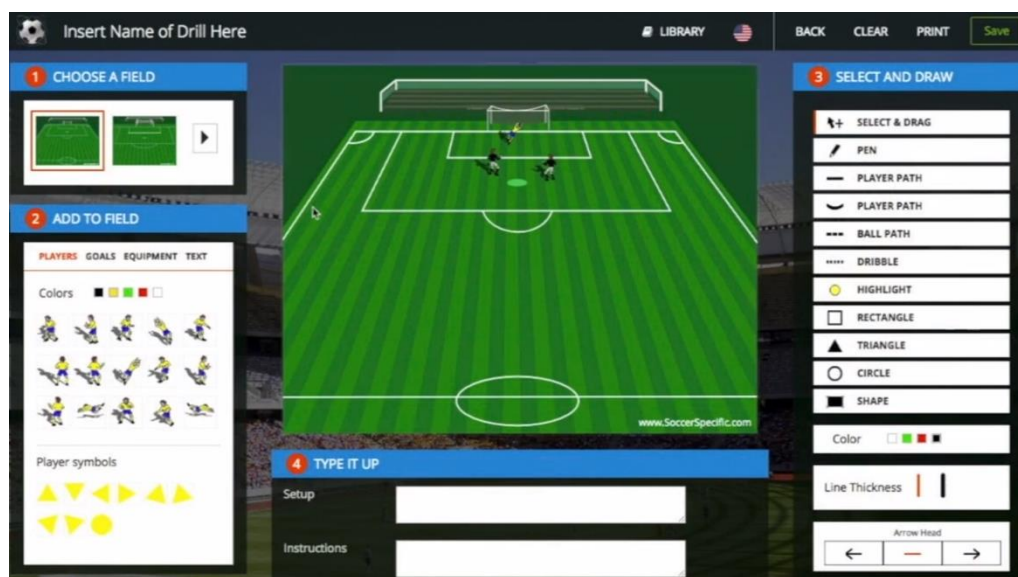 Insert Name of Drill Here
LIBRARY
BACK
CLEAR
PRINT
Save
1 CHOOSE A FIELD
2 ADD TO FIELD
PLAYERS GOALS EQUIPMENT TEXT
Colors
Player symbols
www.SoccerSpecific.com
4 TYPE IT UP
Setup
Instructions
3 SELECT AND DRAW
SELECT & DRAG
PEN
PLAYER PATH
PLAYER PATH
BALL PATH
DRIBBLE
HIGHLIGHT
RECTANGLE
TRIANGLE
CIRCLE
SHAPE
Color
Line Thickness
Arrow Head